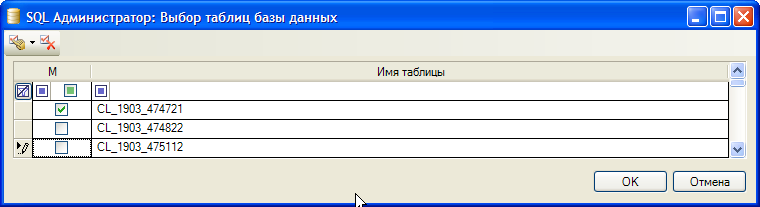 SQL Администратор: Выбор таблиц базы данных
М Имя таблицы
CL_1903_474721
CL_1903_474822
CL_1903_475112
OK Отмена